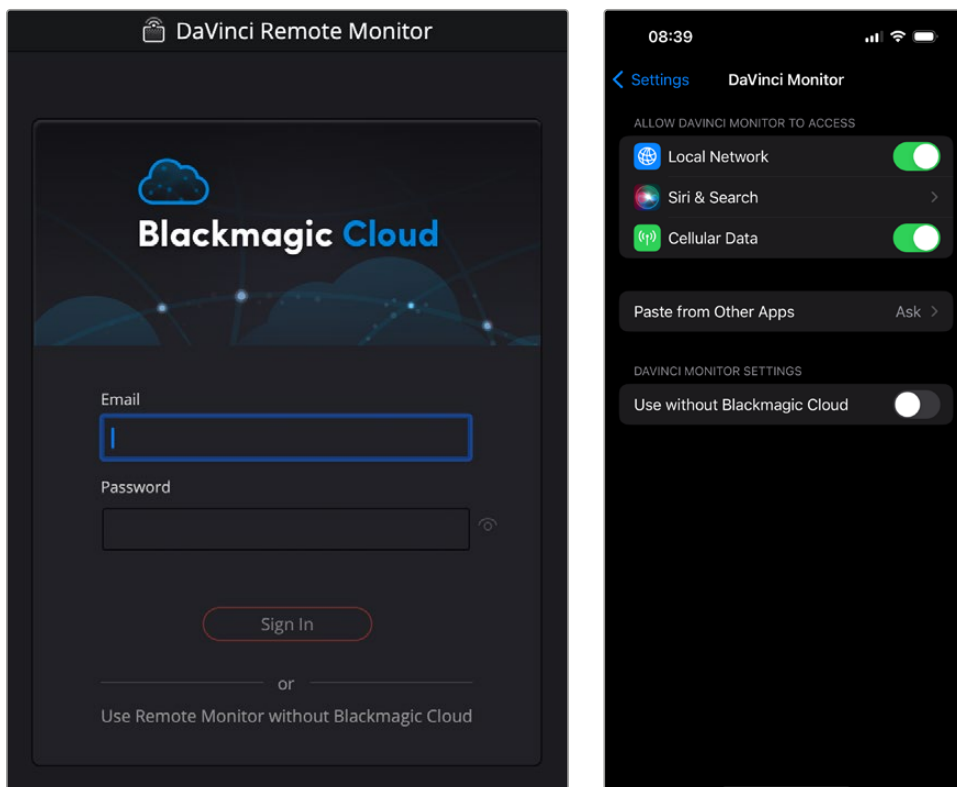 DaVinci Remote Monitor
Blackmagic Cloud
Email
Password
Sign In
or
Use Remote Monitor without Blackmagic Cloud
08:39
Settings
DaVinci Monitor
ALLOW DAVINCI MONITOR TO ACCESS
Local Network
Siri & Search
Cellular Data
Paste from Other Apps Ask
DAVINCI MONITOR SETTINGS
Use without Blackmagic Cloud